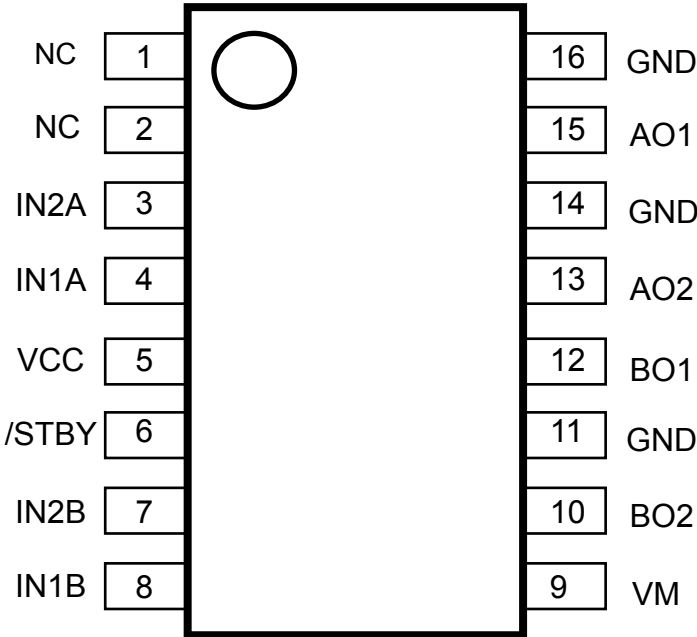 NC 1 16 GND
NC 2 15 AO1
IN2A 3 14 GND
IN1A 4 13 AO2
VCC 5 12 BO1
/STBY 6 11 GND
IN2B 7 10 BO2
IN1B 8 9 VM